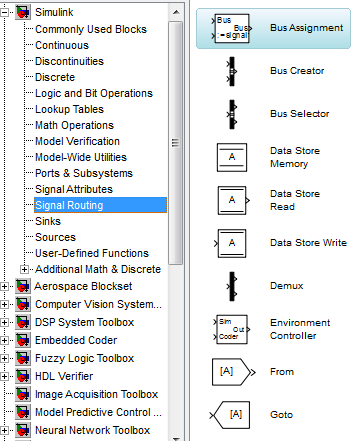 Simulink
Commonly Used Blocks
Continuous
Discontinuities
Discrete
Logic and Bit Operations
Lookup Tables
Math Operations
Model Verification
Model-Wide Utilities
Ports & Subsystems
Signal Attributes
Signal Routing
Sinks
Sources
User-Defined Functions
Additional Math & Discrete
Aerospace Blockset
Computer Vision System...
DSP System Toolbox
Embedded Coder
Fuzzy Logic Toolbox
HDL Verifier
Image Acquisition Toolbox
Model Predictive Control ...
Neural Network Toolbox
Bus
:=signal
Bus Assignment
Bus Creator
Bus Selector
A
Data Store
Memory
A
Data Store
Read
A
Data Store Write
Demux
Sim
Out
Coder
Environment
Controller
[A]
From
[A]
Goto